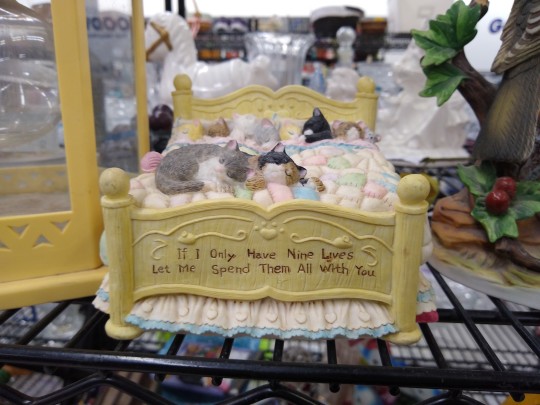 If I Only Have Nine Lives
Let Me Spend Them All With You